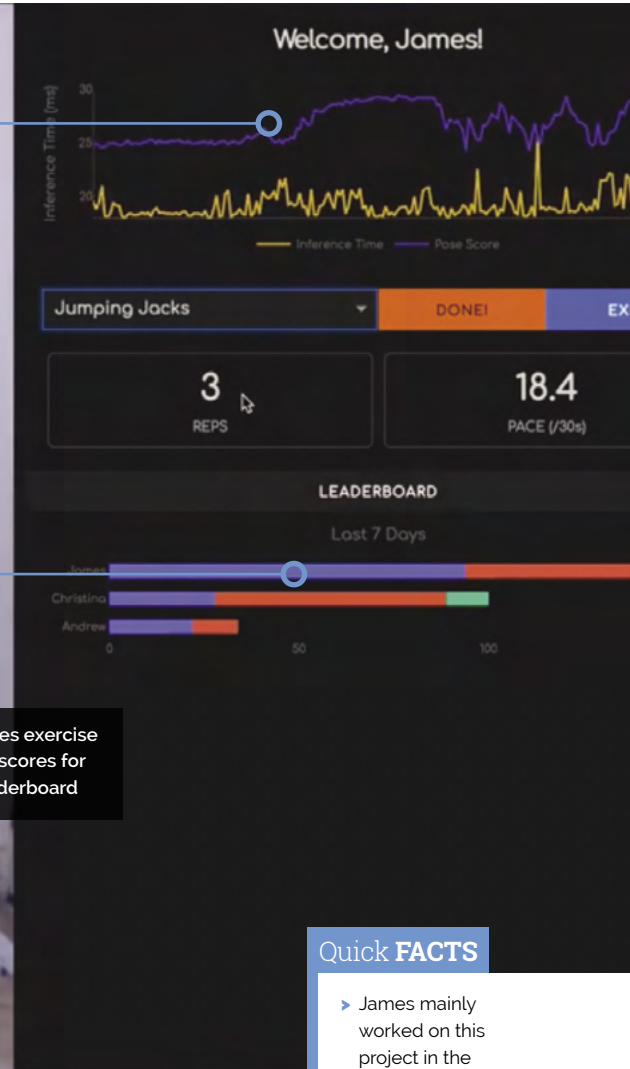 Welcome, James!
Inference Time (ms)
30
25
20
Inference Time Pose Score
Jumping Jacks DONE! EX
3 18.4
REPS PACE (/30s)
LEADERBOARD
Last 7 Days
James
Christina
Andrew
0 50 100
es exercise
scores for
derboard
Quick FACTS
> James mainly
worked on this
project in the